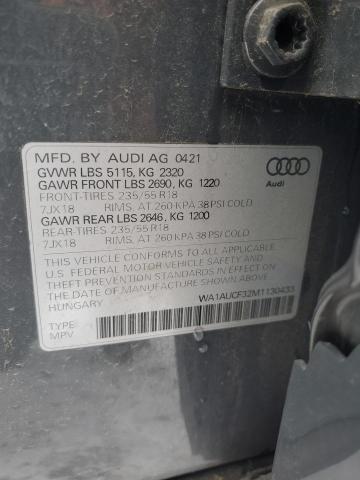 MFD. BY AUDI AG 0421
GVWR LBS 5115, KG 2320
GAWR FRONT LBS 2690, KG 1220
FRONT-TIRES 235/55 R18
7JX18 RIMS. AT 260 KPA 38 PSI COLD
GAWR REAR LBS 2646, KG 1200
REAR-TIRES 235/55 R18
7JX18 RIMS. AT 260 KPA 38 PSI COLD
THIS VEHICLE CONFORMS TO ALL APPLICABLE
U.S. FEDERAL MOTOR VEHICLE SAFETY AND
THEFT PREVENTION STANDARDS IN EFFECT ON
THE DATE OF MANUFACTURE SHOWN ABOVE
HUNGARY
WA1AUCF32M1130433
TYPE
MPV
Audi